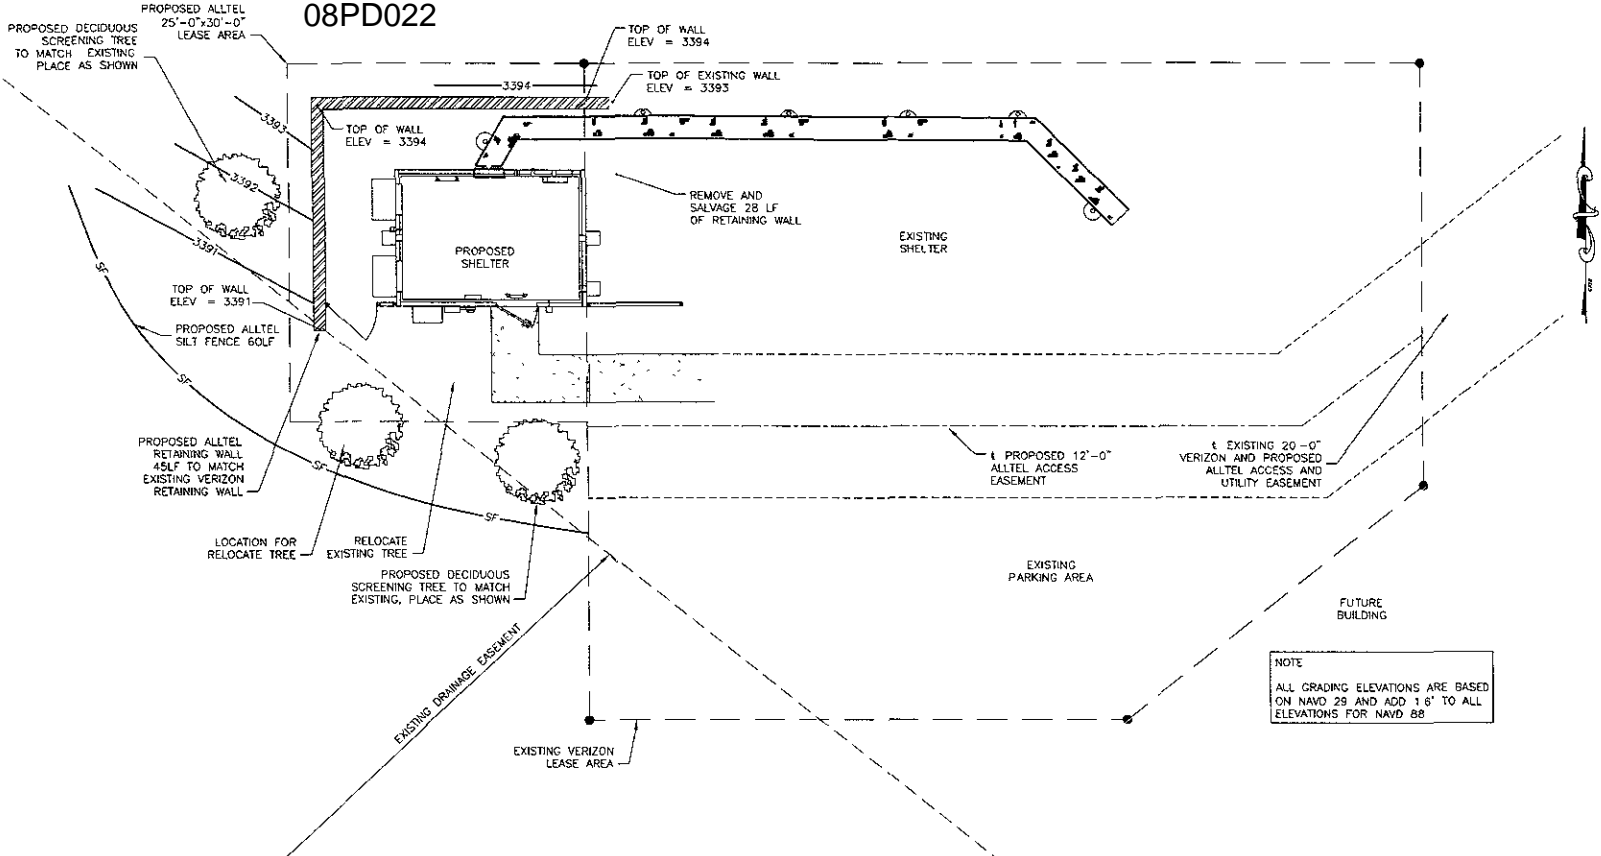 08PD022
PROPOSED ALLTEL
25'-0"x30'-0"
LEASE AREA
PROPOSED DECIDUOUS
SCREENING TREE
TO MATCH EXISTING
PLACE AS SHOWN
TOP OF WALL
ELEV = 3394
TOP OF EXISTING WALL
ELEV = 3393
3394
3393
TOP OF WALL
ELEV = 3394
3392
REMOVE AND
SALVAGE 28 LF
OF RETAINING WALL
EXISTING
SHELTER
PROPOSED
SHELTER
3391
SF
TOP OF WALL
ELEV = 3391
PROPOSED ALLTEL
SILT FENCE 60LF
SF
PROPOSED ALLTEL
RETAINING WALL
45LF TO MATCH
EXISTING VERIZON
RETAINING WALL
SF
SF
℄ PROPOSED 12'-0"
ALLTEL ACCESS
EASEMENT
℄ EXISTING 20-0"
VERIZON AND PROPOSED
ALLTEL ACCESS AND
UTILITY EASEMENT
LOCATION FOR
RELOCATE TREE
RELOCATE
EXISTING TREE
PROPOSED DECIDUOUS
SCREENING TREE TO MATCH
EXISTING, PLACE AS SHOWN
EXISTING
PARKING AREA
FUTURE
BUILDING
EXISTING DRAINAGE EASEMENT
NOTE
ALL GRADING ELEVATIONS ARE BASED
ON NAVD 29 AND ADD 1 6' TO ALL
ELEVATIONS FOR NAVD 88
EXISTING VERIZON
LEASE AREA